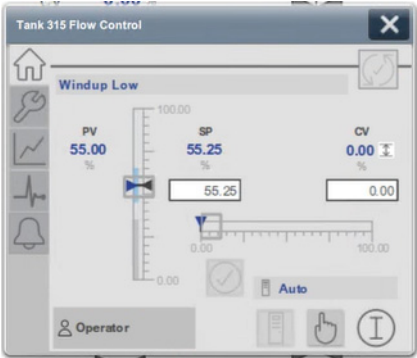 Tank 315 Flow Control
Windup Low
100.00
PV SP CV
55.00 55.25 0.00
% % %
55.25 0.00
0.00 100.00
0.00
Auto
Operator